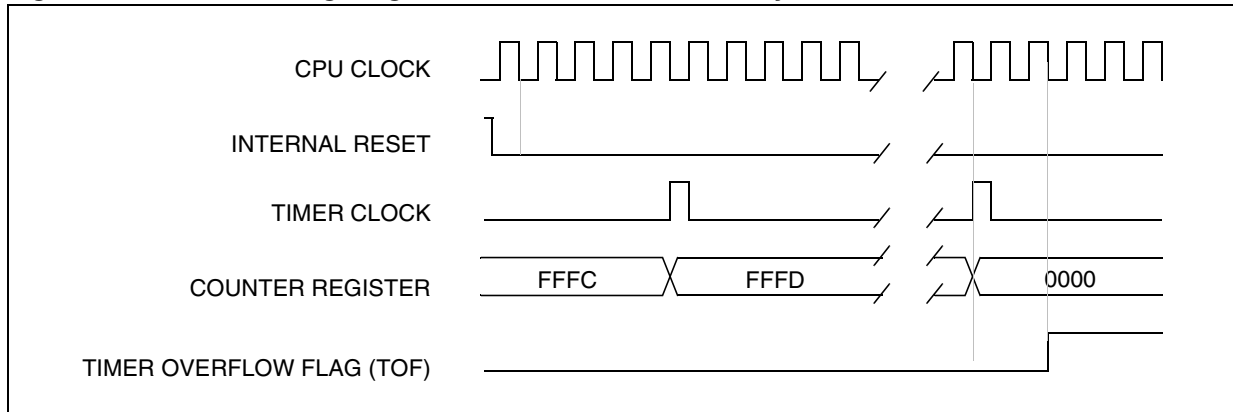 CPU CLOCK
INTERNAL RESET
TIMER CLOCK
COUNTER REGISTER
FFFC
FFFD
0000
TIMER OVERFLOW FLAG (TOF)